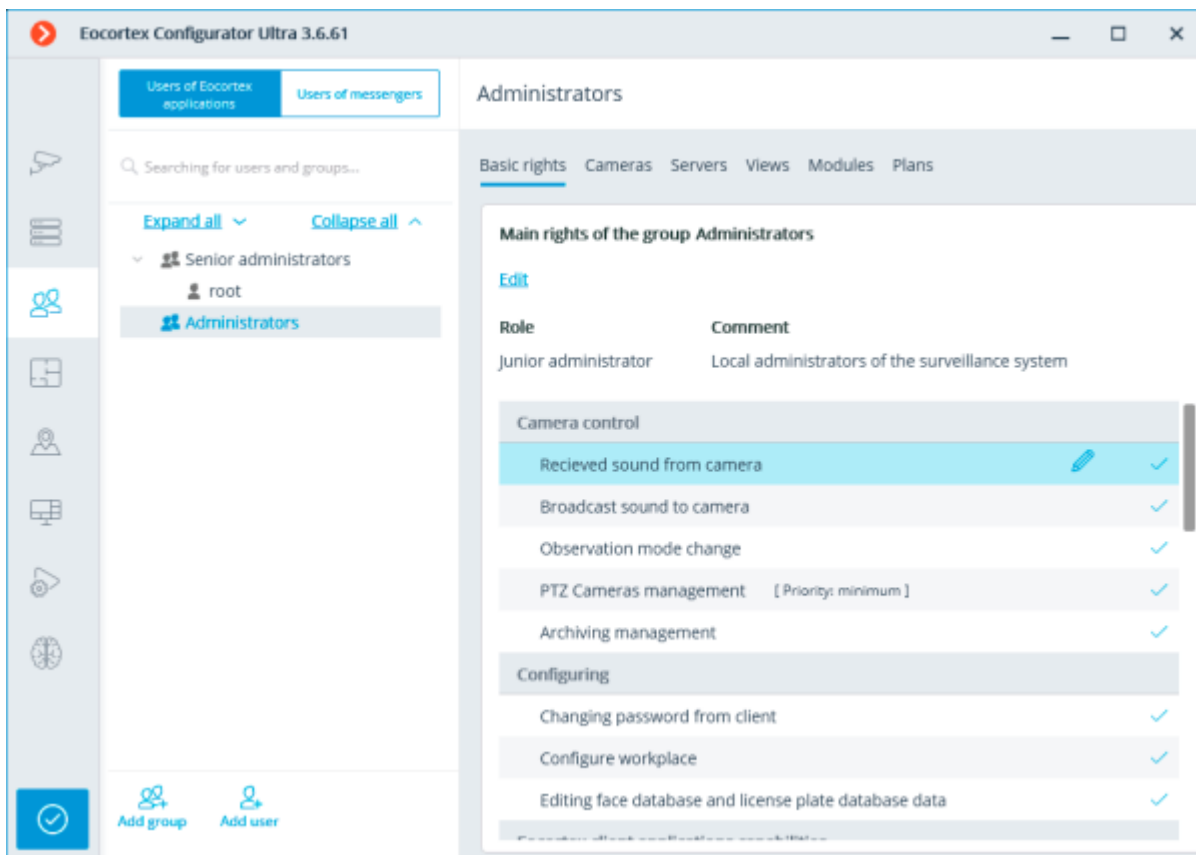 Eocortex Configurator Ultra 3.6.61
Users of Eocortex
applications
Users of messengers
Searching for users and groups...
Expand all
Collapse all
Senior administrators
root
Administrators
Add group
Add user
Administrators
Basic rights Cameras Servers Views Modules Plans
Main rights of the group Administrators
Edit
Role Comment
Junior administrator Local administrators of the surveillance system
Camera control
Recieved sound from camera
Broadcast sound to camera
Observation mode change
PTZ Cameras management [ Priority: minimum ]
Archiving management
Configuring
Changing password from client
Configure workplace
Editing face database and license plate database data
Eocortex client applications capabilities